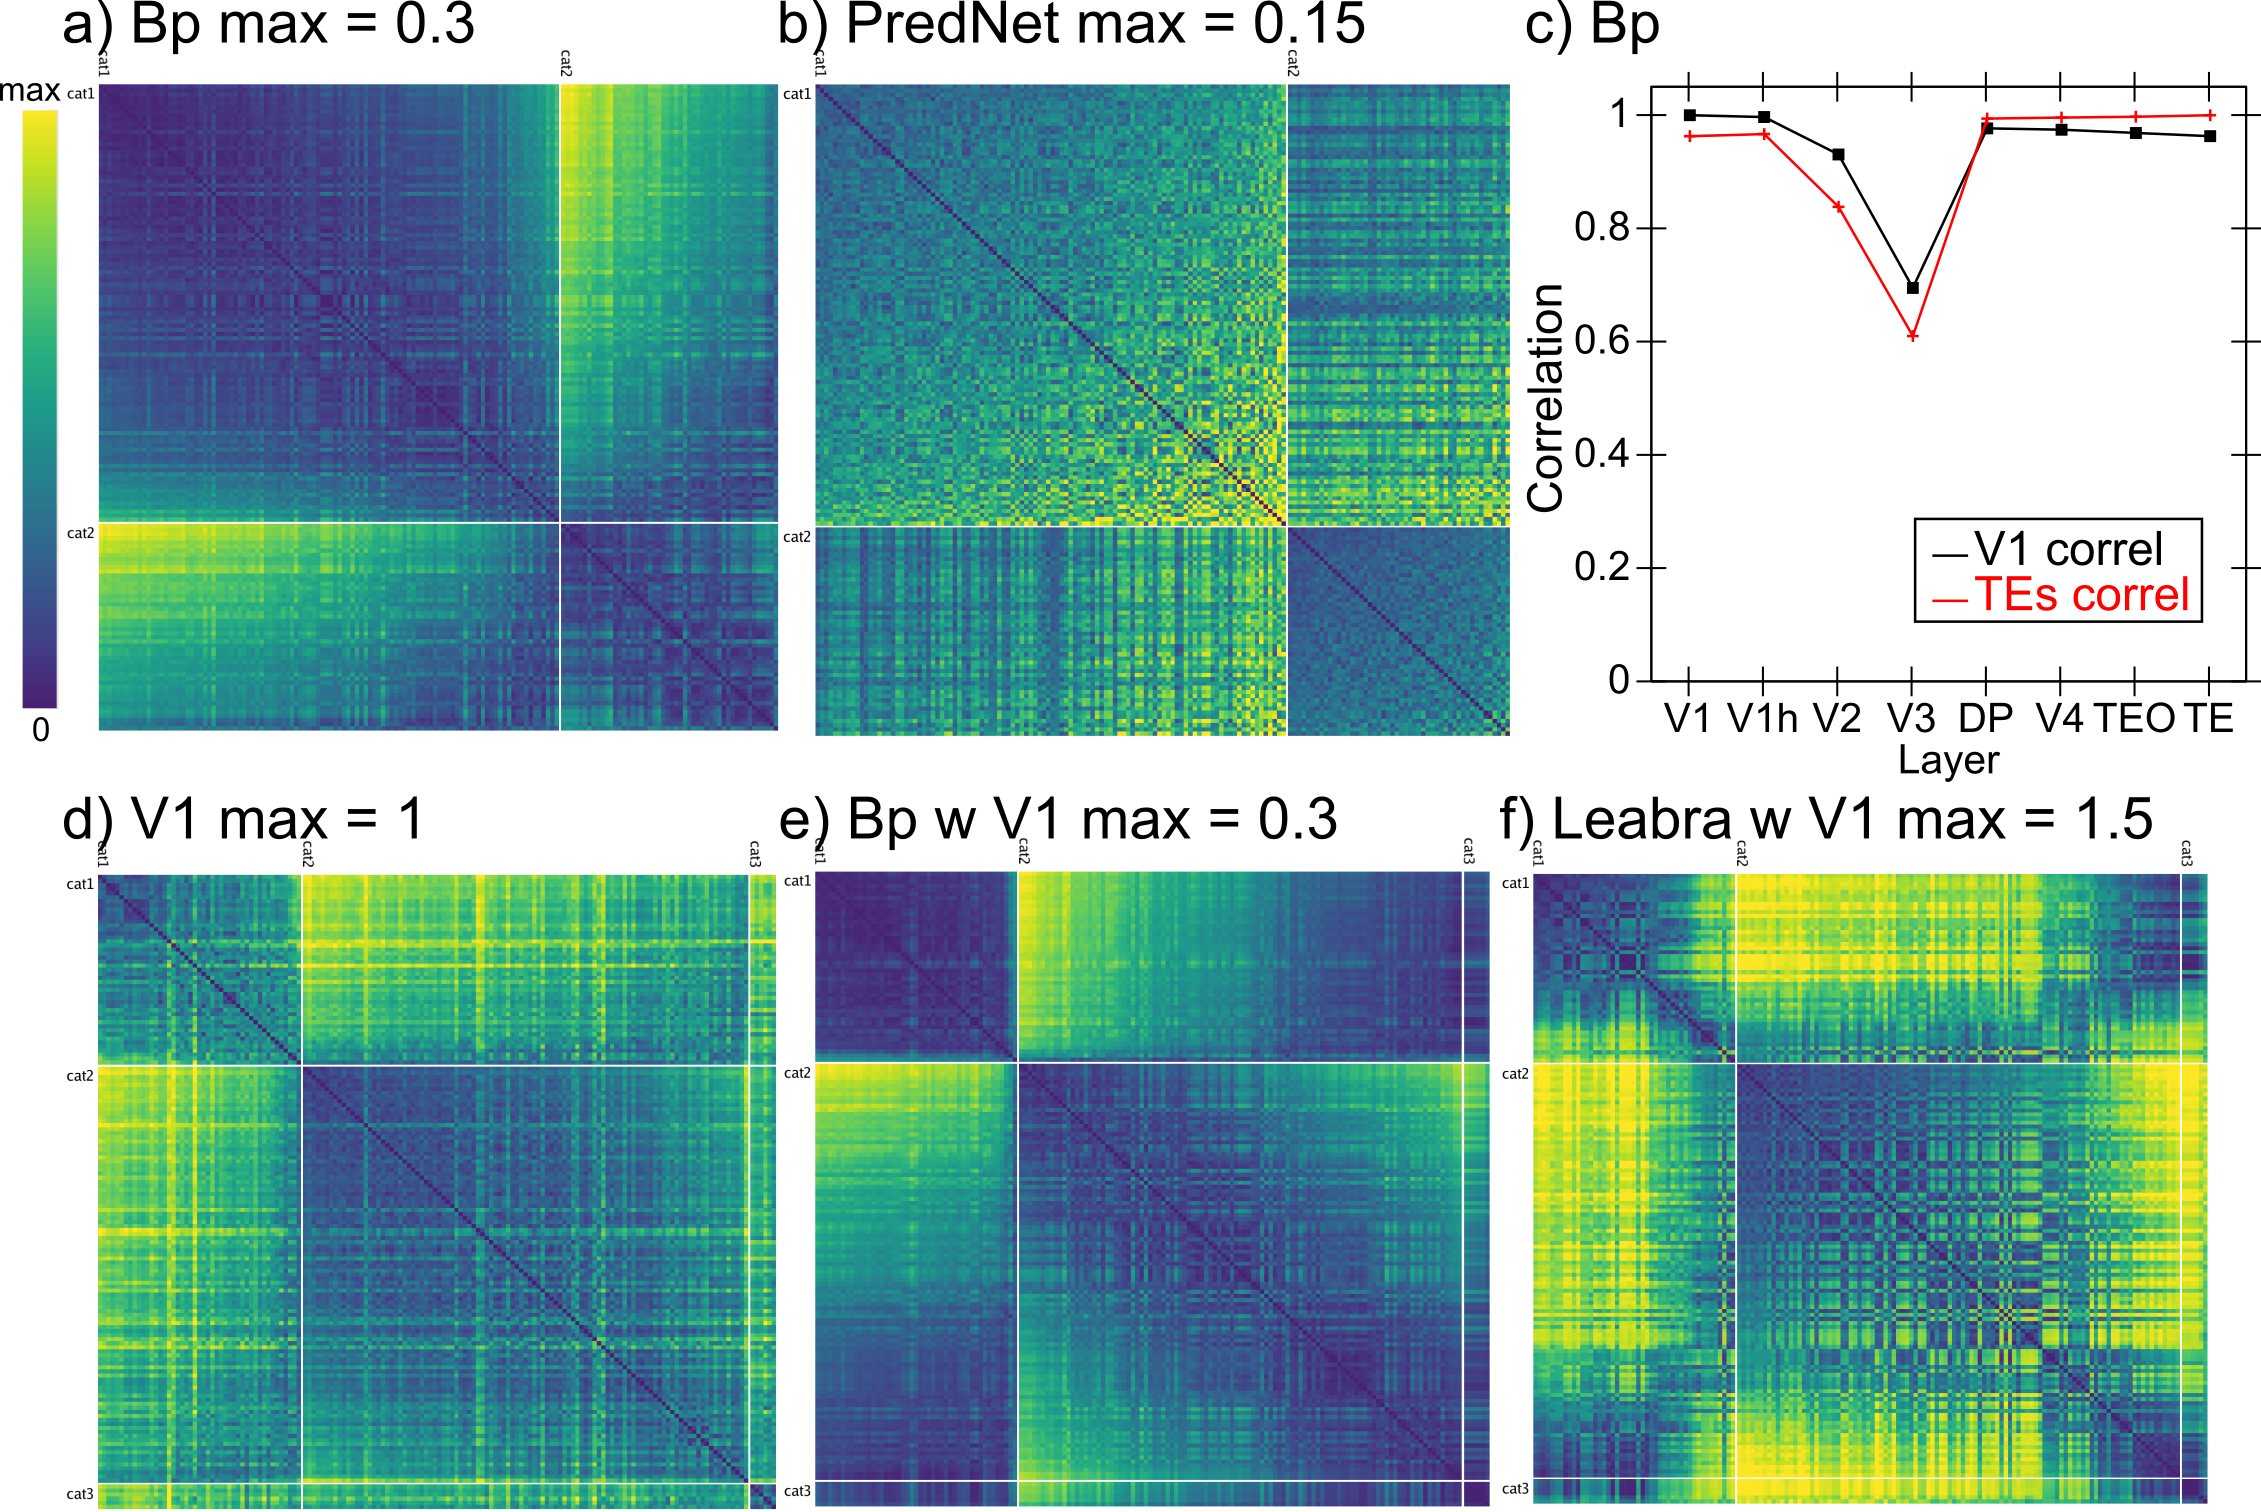 a) Bp max = 0.3
cat1
cat2
max
cat1
cat2
0
b) PredNet max = 0.15
cat1
cat2
cat1
cat2
c) Bp
1
0.8
0.6
0.4
0.2
0
Correlation
V1 correl
TEs correl
V1 V1h V2 V3 DP V4 TEO TE
Layer
d) V1 max = 1
cat1
cat2
cat3
cat1
cat2
cat3
e) Bp w V1 max = 0.3
cat1
cat2
cat3
cat1
cat2
cat3
f) Leabra w V1 max = 1.5
cat1
cat2
cat3
cat1
cat2
cat3